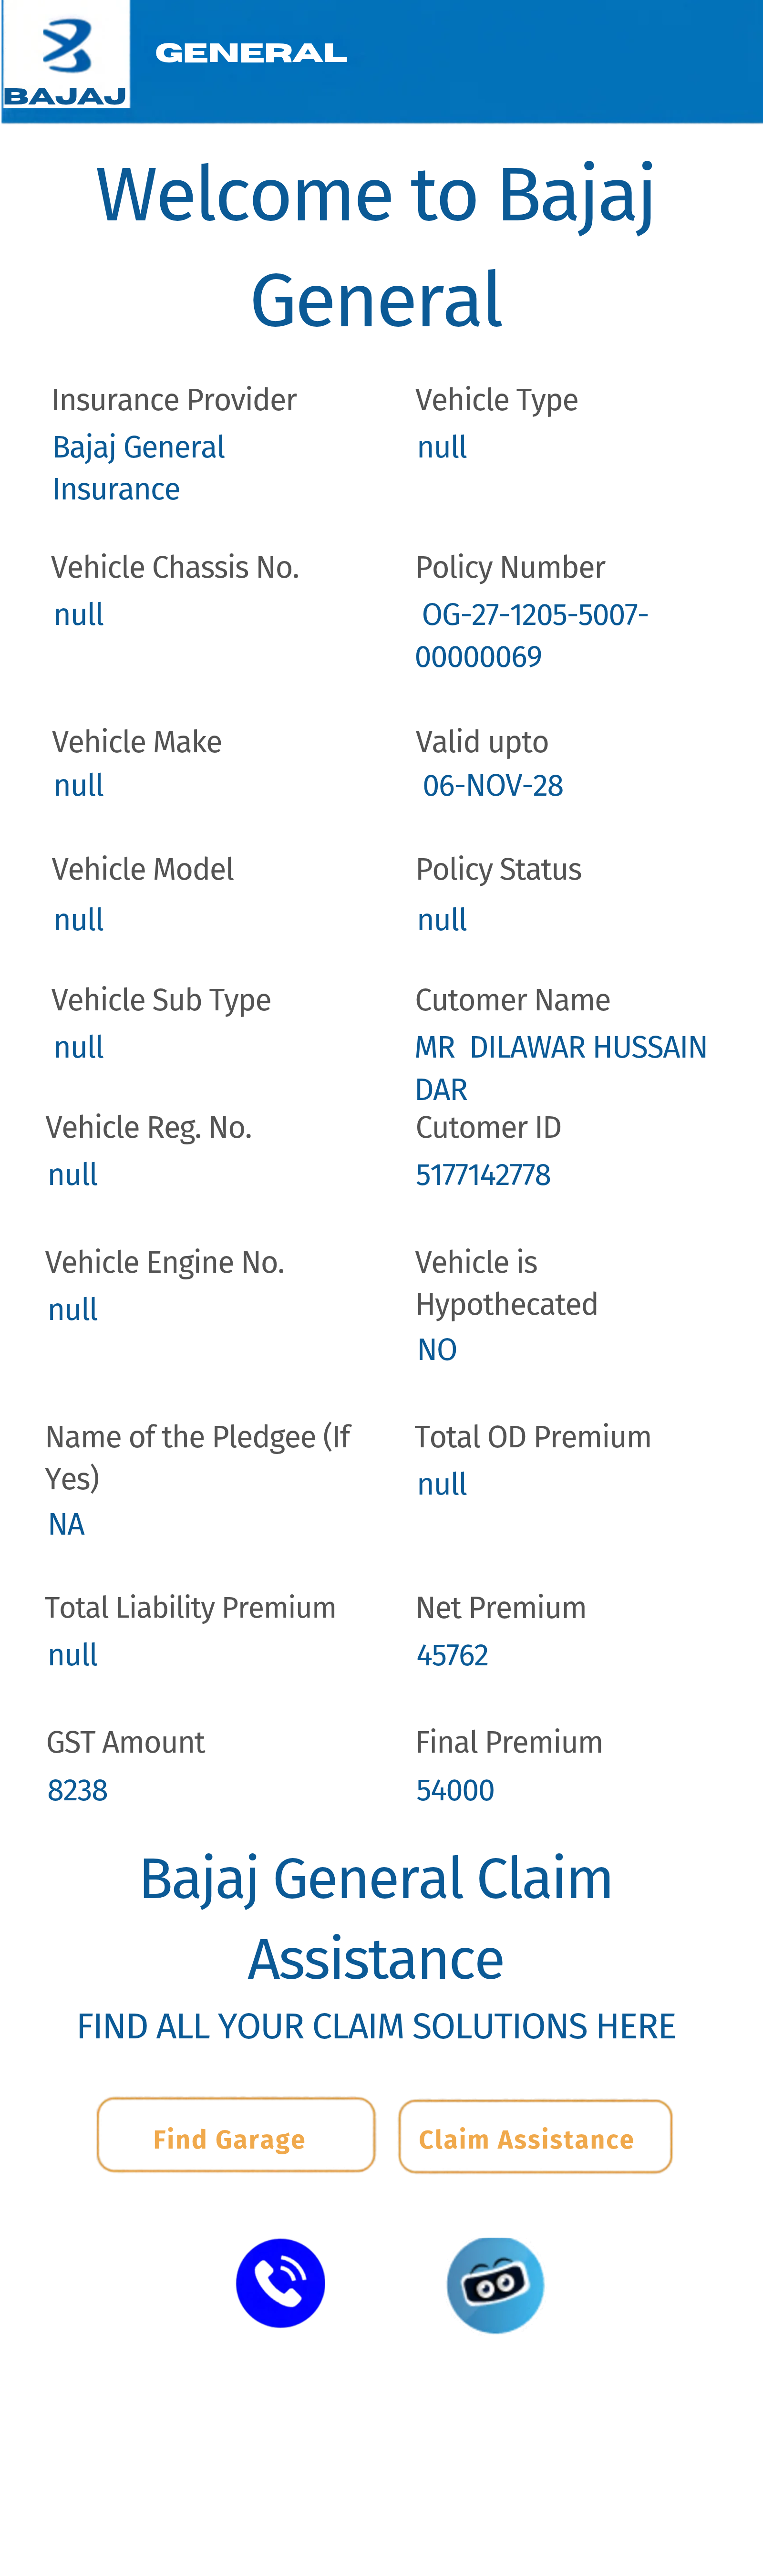 BAJAJ
GENERAL
Welcome to Bajaj
General
Insurance Provider
Bajaj General
Insurance
Vehicle Type
null
Vehicle Chassis No.
null
Policy Number
OG-27-1205-5007-
00000069
Vehicle Make
null
Valid upto
06-NOV-28
Vehicle Model
null
Policy Status
null
Vehicle Sub Type
null
Cutomer Name
MR DILAWAR HUSSAIN
DAR
Vehicle Reg. No.
null
Cutomer ID
5177142778
Vehicle Engine No.
null
Vehicle is
Hypothecated
NO
Name of the Pledgee (If
Yes)
NA
Total OD Premium
null
Total Liability Premium
null
Net Premium
45762
GST Amount
8238
Final Premium
54000
Bajaj General Claim
Assistance
FIND ALL YOUR CLAIM SOLUTIONS HERE
Find Garage
Claim Assistance